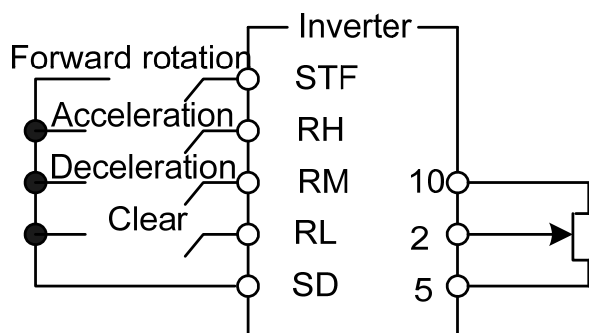 Inverter
Forward rotation STF
Acceleration RH
Deceleration RM 10
Clear RL 2
SD 5